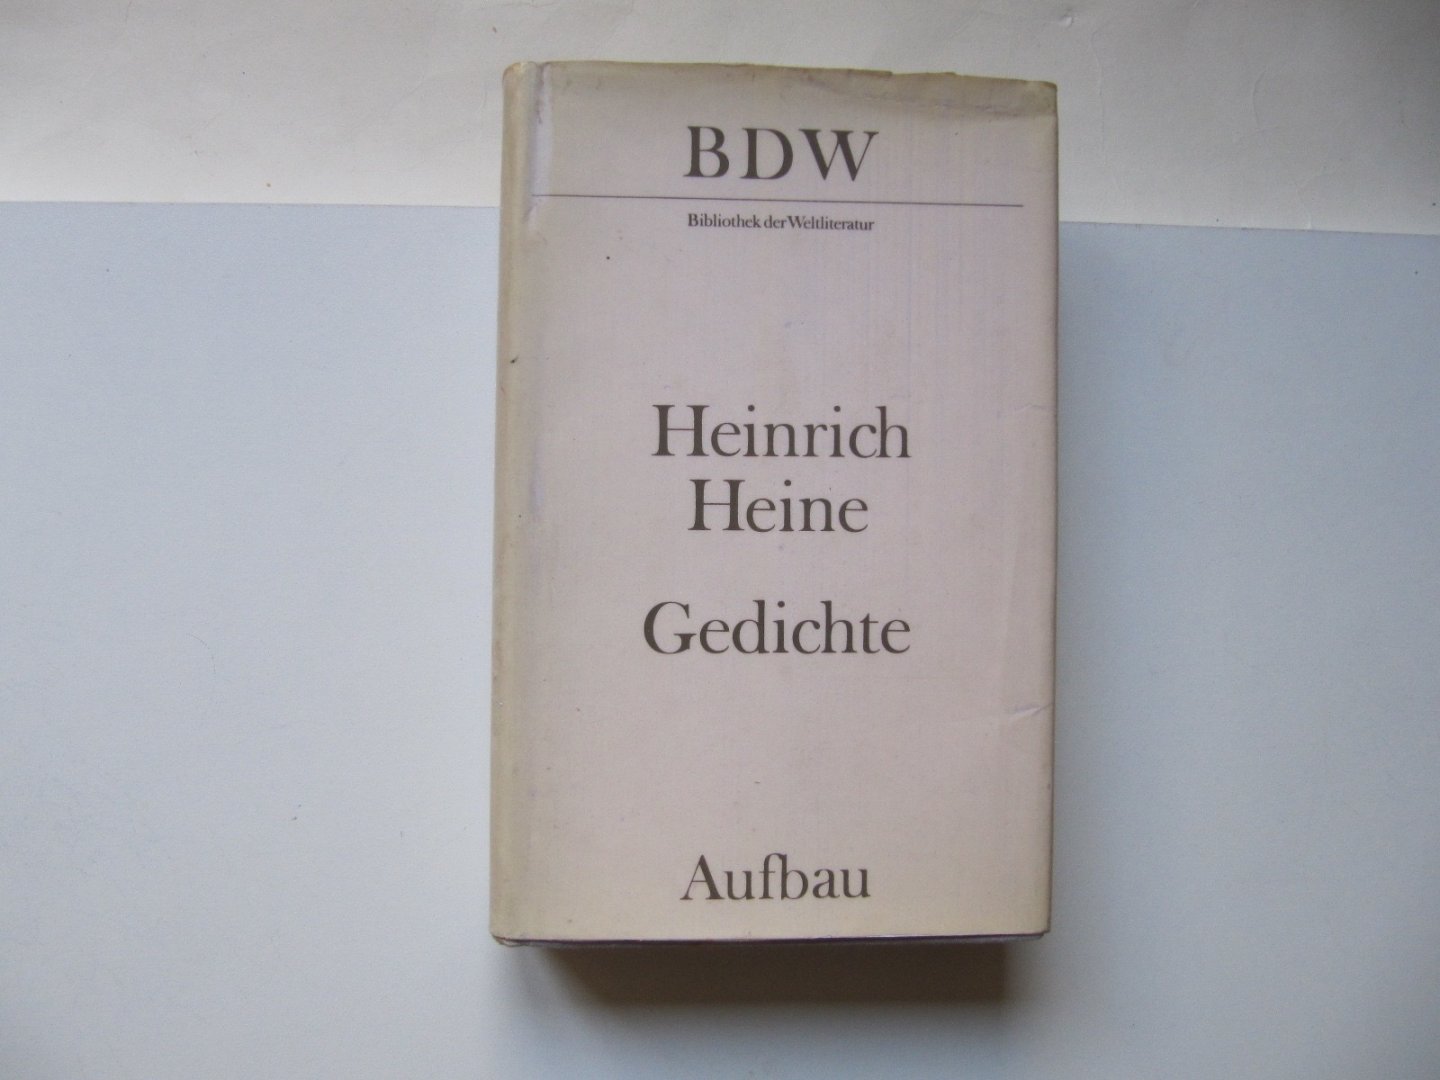 BDW
Bibliothek der Weltliteratur
Heinrich
Heine
Gedichte
Aufbau